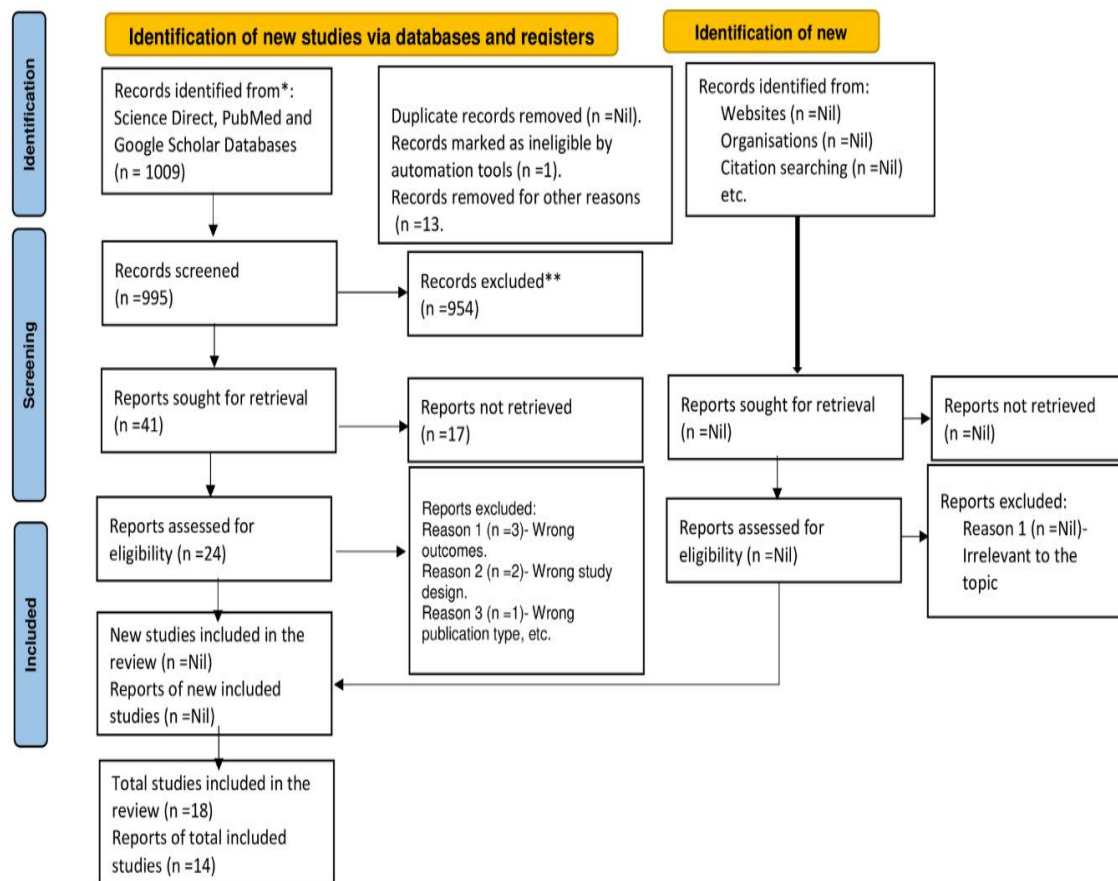 Identification of new studies via databases and registers
Identification of new
Identification
Records identified from*:
Science Direct, PubMed and
Google Scholar Databases
(n = 1009)
Duplicate records removed (n =Nil).
Records marked as ineligible by
automation tools (n =1).
Records removed for other reasons
(n =13.
Records identified from:
Websites (n =Nil)
Organisations (n =Nil)
Citation searching (n =Nil)
etc.
Screening
Records screened
(n =995)
Records excluded**
(n =954)
Reports sought for retrieval
(n =41)
Reports not retrieved
(n =17)
Reports sought for retrieval
(n =Nil)
Reports not retrieved
(n =Nil)
Reports assessed for
eligibility (n =24)
Reports excluded:
Reason 1 (n =3)- Wrong
outcomes.
Reason 2 (n =2)- Wrong study
design.
Reason 3 (n =1)- Wrong
publication type, etc.
Reports assessed for
eligibility (n =Nil)
Reports excluded:
Reason 1 (n =Nil)-
Irrelevant to the
topic
Included
New studies included in the
review (n =Nil)
Reports of new included
studies (n =Nil)
Total studies included in the
review (n =18)
Reports of total included
studies (n =14)